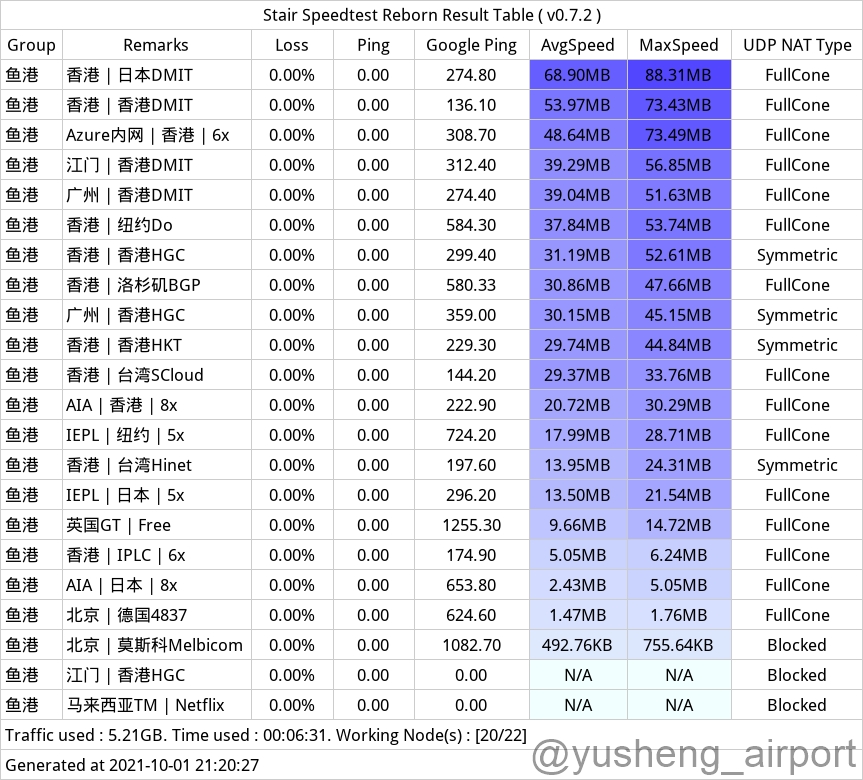 Stair Speedtest Reborn Result Table ( v0.7.2 )
Group Remarks Loss Ping Google Ping AvgSpeed MaxSpeed UDP NAT Type
鱼港 香港 | 日本DMIT 0.00% 0.00 274.80 68.90MB 88.31MB FullCone
鱼港 香港 | 香港DMIT 0.00% 0.00 136.10 53.97MB 73.43MB FullCone
鱼港 Azure内网 | 香港 | 6x 0.00% 0.00 308.70 48.64MB 73.49MB FullCone
鱼港 江门 | 香港DMIT 0.00% 0.00 312.40 39.29MB 56.85MB FullCone
鱼港 广州 | 香港DMIT 0.00% 0.00 274.40 39.04MB 51.63MB FullCone
鱼港 香港 | 纽约Do 0.00% 0.00 584.30 37.84MB 53.74MB FullCone
鱼港 香港 | 香港HGC 0.00% 0.00 299.40 31.19MB 52.61MB Symmetric
鱼港 香港 | 洛杉矶BGP 0.00% 0.00 580.33 30.86MB 47.66MB FullCone
鱼港 广州 | 香港HGC 0.00% 0.00 359.00 30.15MB 45.15MB Symmetric
鱼港 香港 | 香港HKT 0.00% 0.00 229.30 29.74MB 44.84MB Symmetric
鱼港 香港 | 台湾SCloud 0.00% 0.00 144.20 29.37MB 33.76MB FullCone
鱼港 AIA | 香港 | 8x 0.00% 0.00 222.90 20.72MB 30.29MB FullCone
鱼港 IEPL | 纽约 | 5x 0.00% 0.00 724.20 17.99MB 28.71MB FullCone
鱼港 香港 | 台湾Hinet 0.00% 0.00 197.60 13.95MB 24.31MB Symmetric
鱼港 IEPL | 日本 | 5x 0.00% 0.00 296.20 13.50MB 21.54MB FullCone
鱼港 英国GT | Free 0.00% 0.00 1255.30 9.66MB 14.72MB FullCone
鱼港 香港 | IPLC | 6x 0.00% 0.00 174.90 5.05MB 6.24MB FullCone
鱼港 AIA | 日本 | 8x 0.00% 0.00 653.80 2.43MB 5.05MB FullCone
鱼港 北京 | 德国4837 0.00% 0.00 624.60 1.47MB 1.76MB FullCone
鱼港 北京 | 莫斯科Melbicom 0.00% 0.00 1082.70 492.76KB 755.64KB Blocked
鱼港 江门 | 香港HGC 0.00% 0.00 0.00 N/A N/A Blocked
鱼港 马来西亚TM | Netflix 0.00% 0.00 0.00 N/A N/A Blocked
Traffic used : 5.21GB. Time used : 00:06:31. Working Node(s) : [20/22]
Generated at 2021-10-01 21:20:27
@yusheng_airport